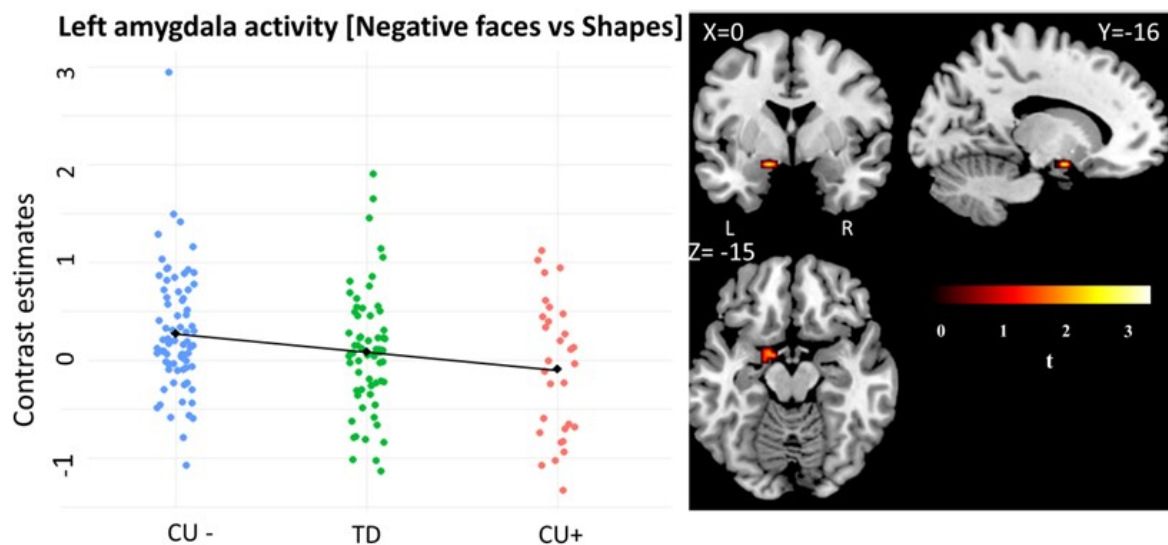 Left amygdala activity [Negative faces vs Shapes]
Contrast estimates
3
2
1
0
-1
CU -
TD
CU+
X=0
Y=-16
L
R
Z= -15
0 1 2 3
t